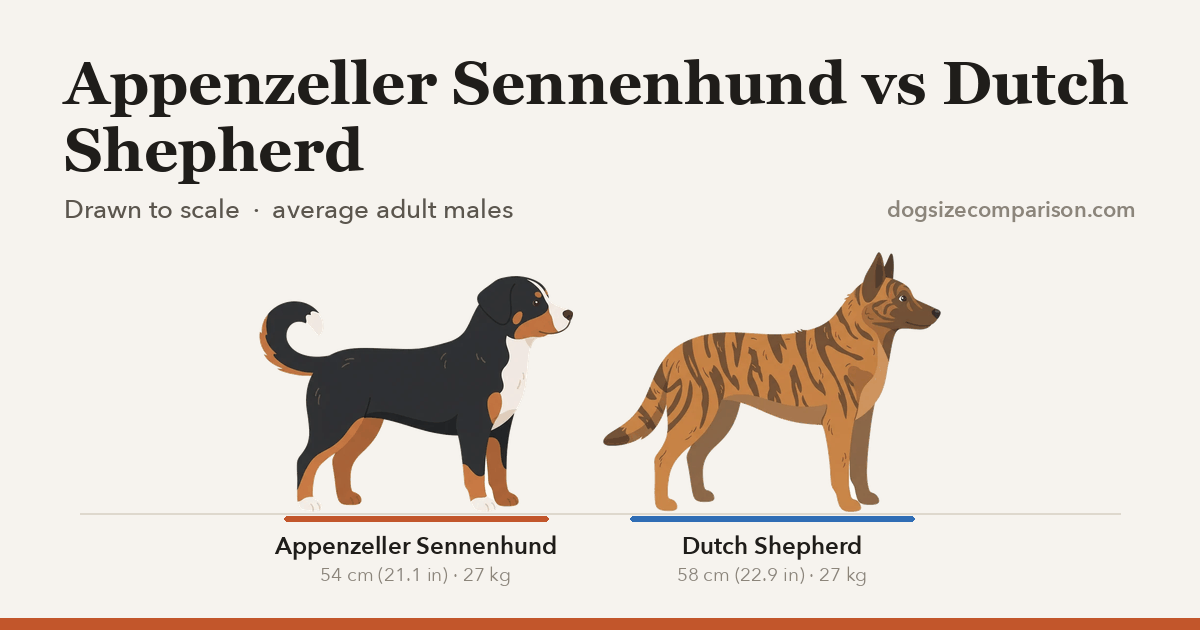 Appenzeller Sennenhund vs Dutch
Shepherd
Drawn to scale · average adult males
dogsizecomparison.com
Appenzeller Sennenhund
54 cm (21.1 in) · 27 kg
Dutch Shepherd
58 cm (22.9 in) · 27 kg